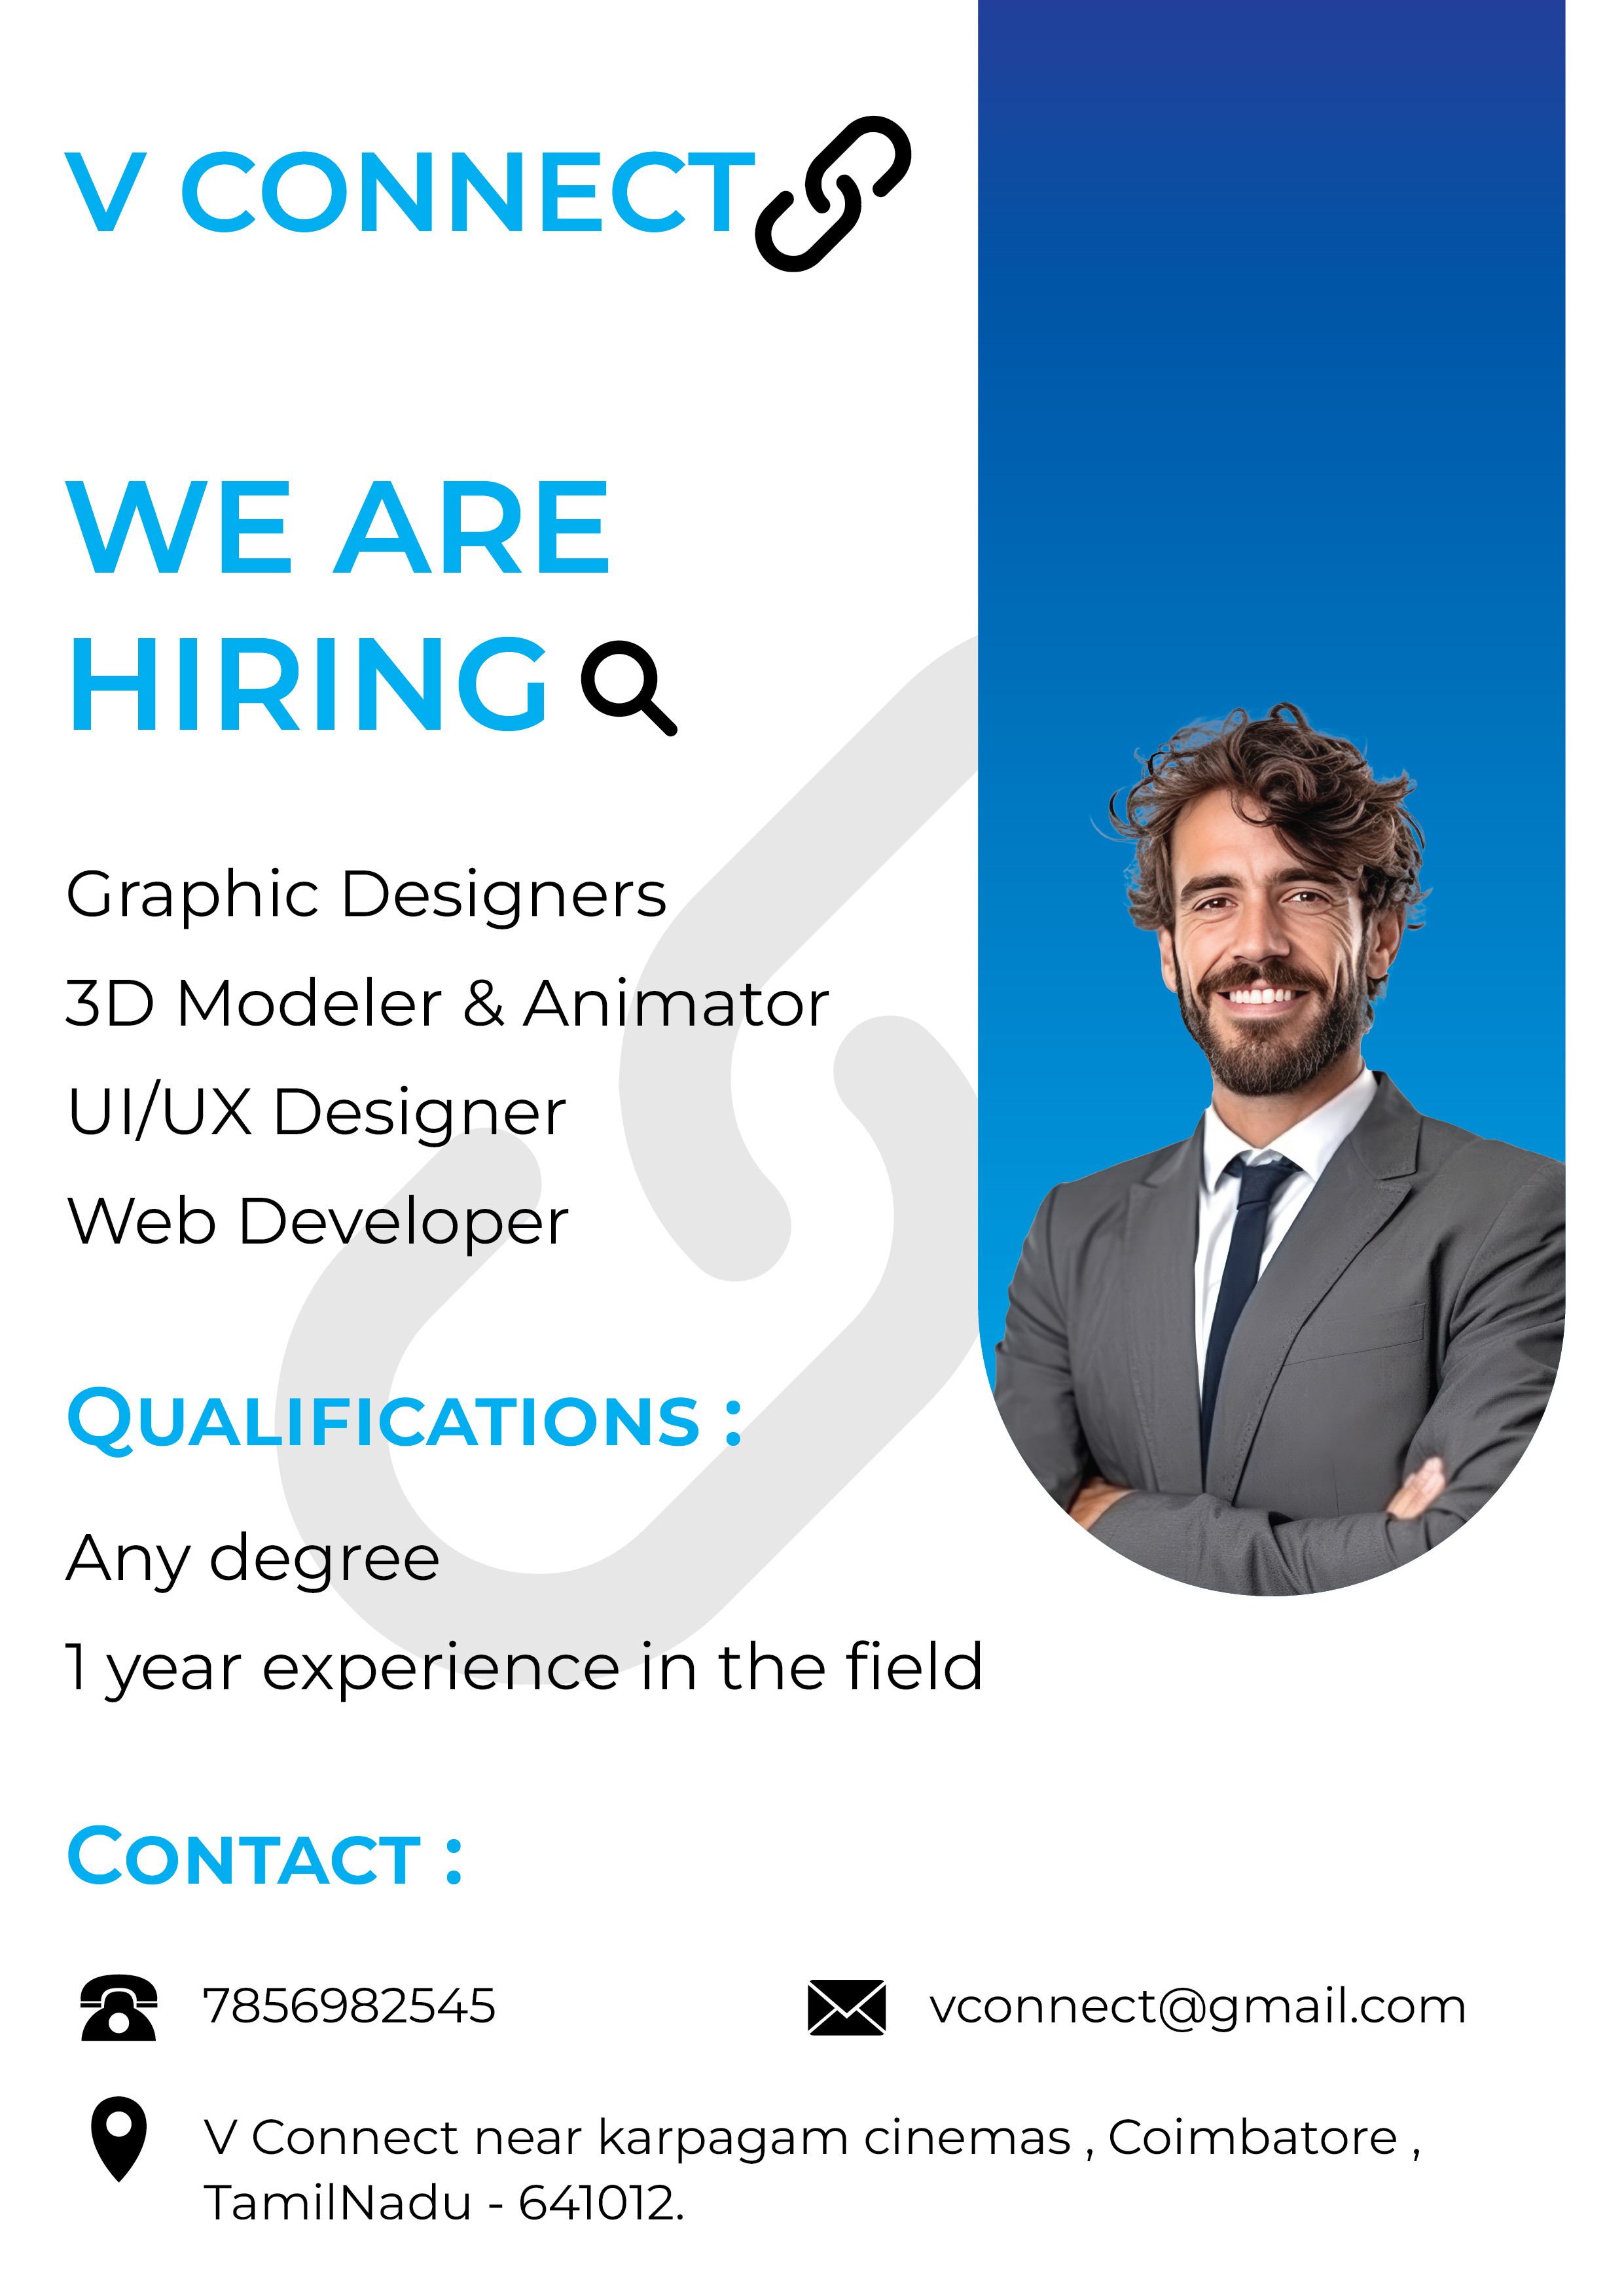 V CONNECT
WE ARE
HIRING
Graphic Designers
3D Modeler & Animator
UI/UX Designer
Web Developer
QUALIFICATIONS :
Any degree
1 year experience in the field
CONTACT :
7856982545
vconnect@gmail.com
V Connect near karpagam cinemas , Coimbatore ,
TamilNadu - 641012.